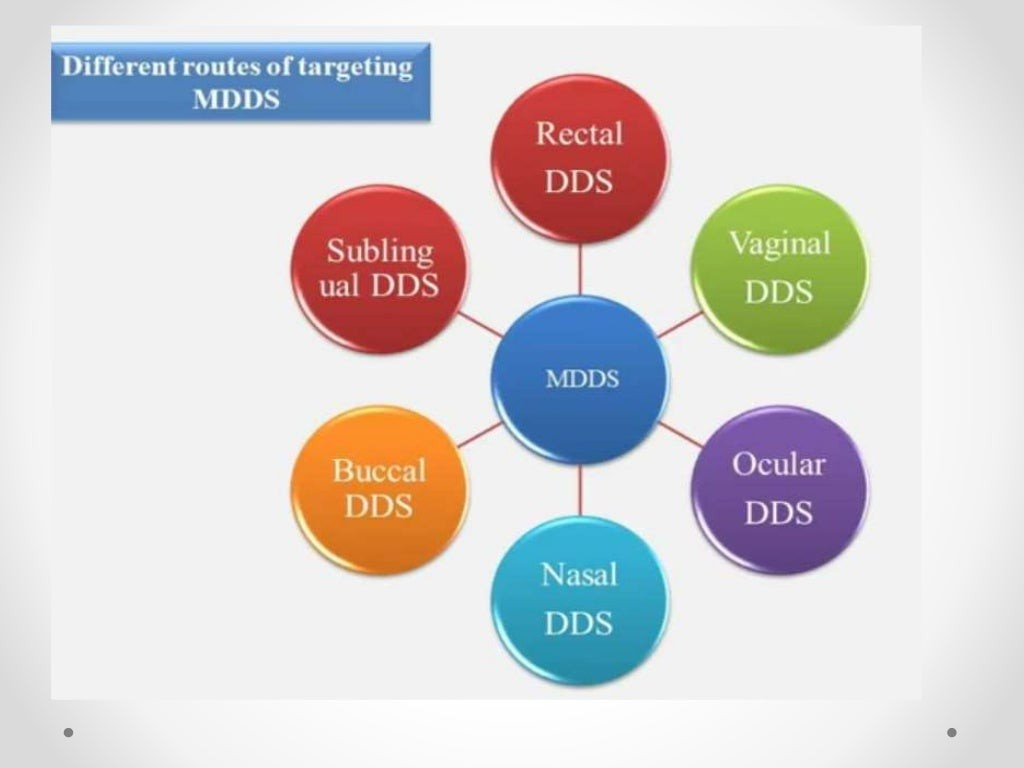 Different routes of targeting
MDDS
Rectal
DDS
Vaginal
DDS
Ocular
DDS
Nasal
DDS
Buccal
DDS
Subling
ual DDS
MDDS